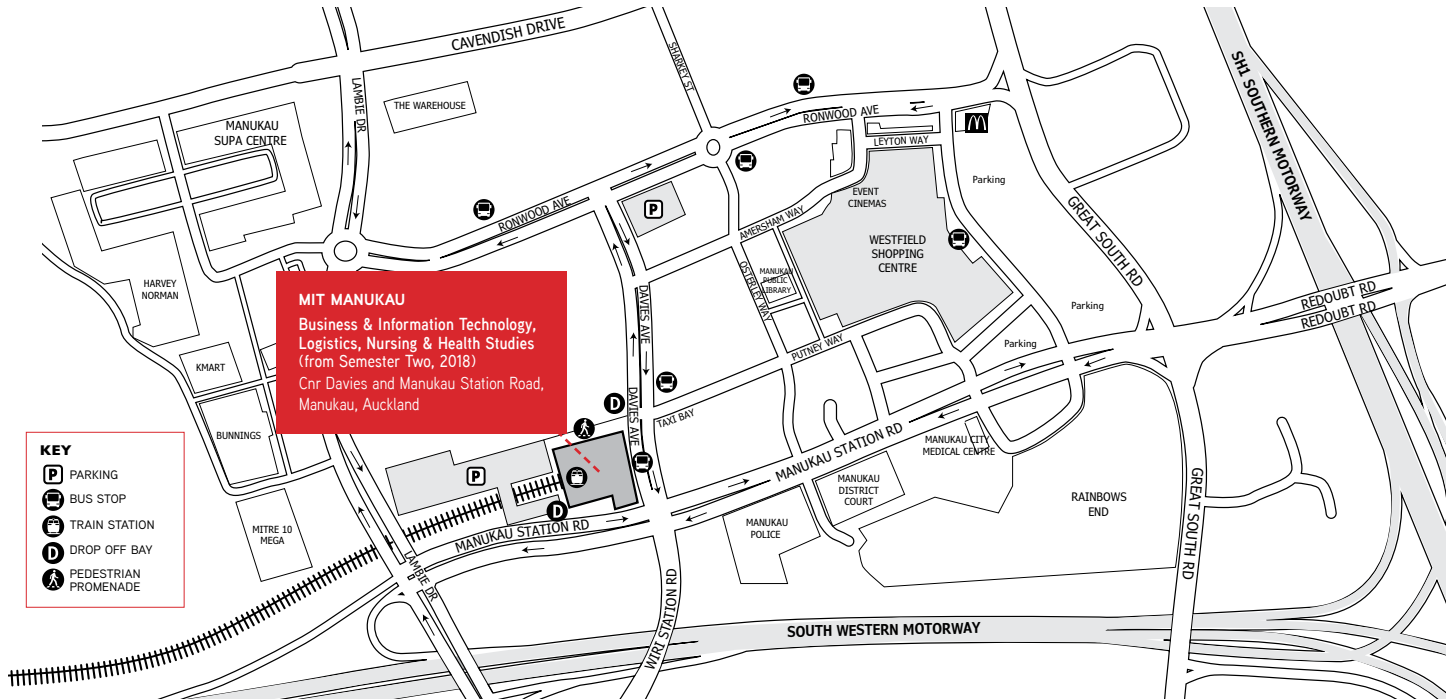 CAVENDISH DRIVE
SHARKEY ST
SH1 SOUTHERN MOTORWAY
LAMBIE DR
THE WAREHOUSE
RONWOOD AVE
MANUKAU
SUPA CENTRE
LEYTON WAY
P
Parking
EVENT
CINEMAS
GREAT SOUTH RD
RONWOOD AVE
AMERSHAM WAY
WESTFIELD
SHOPPING
CENTRE
OSTERLEY WAY
MANUKAU
PUBLIC
LIBRARY
HARVEY
NORMAN
DAVIES AVE
REDOUBT RD
REDOUBT RD
Parking
Parking
PUTNEY WAY
MIT MANUKAU
Business & Information Technology,
Logistics, Nursing & Health Studies
(from Semester Two, 2018)
Cnr Davies and Manukau Station Road,
Manukau, Auckland
KMART
DAVIES AVE
D
TAXI BAY
BUNNINGS
MANUKAU STATION RD
MANUKAU CITY
MEDICAL CENTRE
P
MANUKAU
DISTRICT
COURT
RAINBOWS
END
GREAT SOUTH RD
D
MANUKAU STATION RD
MANUKAU
POLICE
MITRE 10
MEGA
LAMBIE DR
WIRI STATION RD
SOUTH WESTERN MOTORWAY
KEY
P PARKING
BUS STOP
TRAIN STATION
D DROP OFF BAY
PEDESTRIAN
PROMENADE